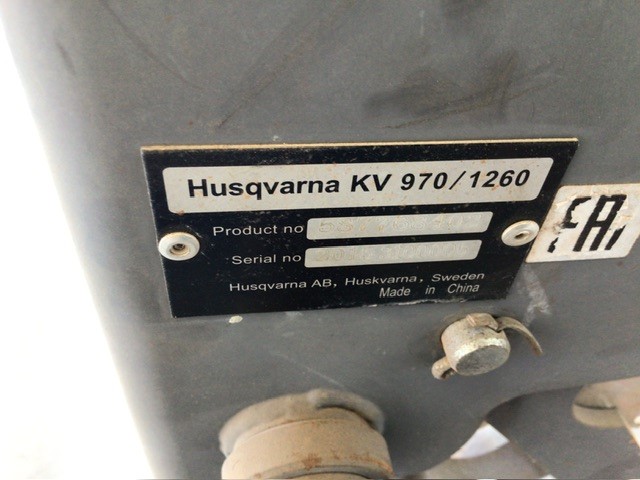 Husqvarna KV 970/1260
Product no
Serial no
Husqvarna AB, Huskvarna, Sweden
Made in China
EAC